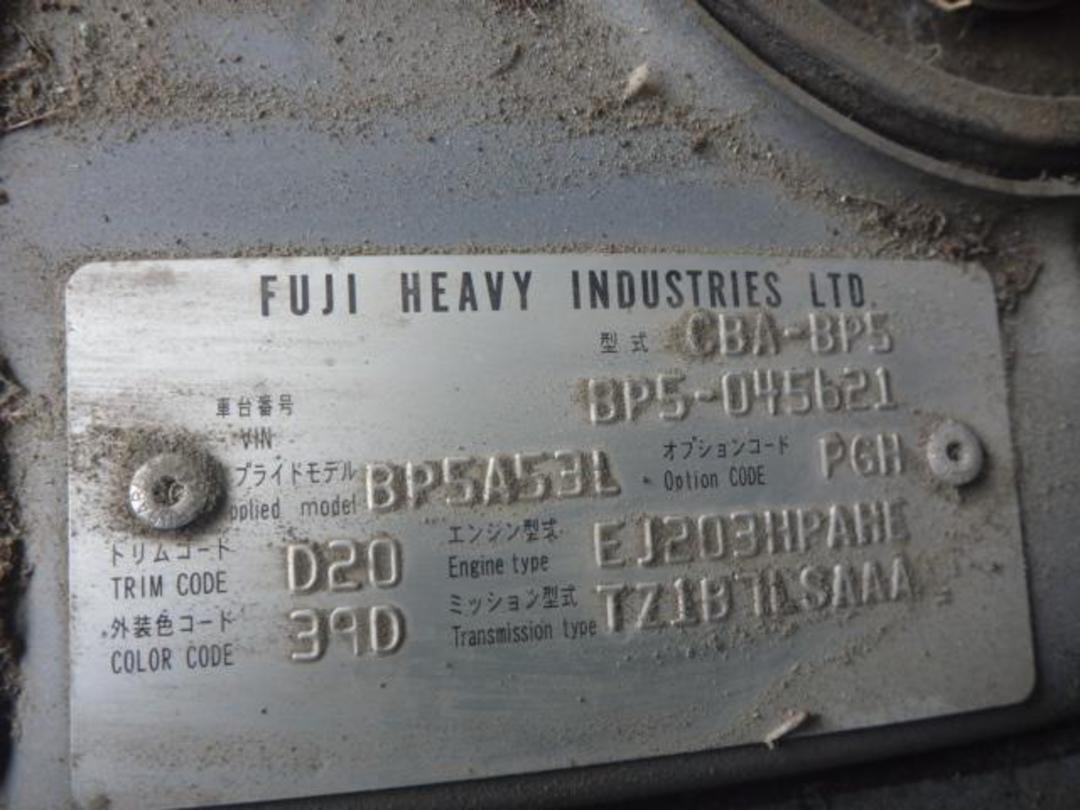 FUJI HEAVY INDUSTRIES LTD.
型式 CBA-BP5
車台番号 BP5-045621
VIN
プライドモデル BP5A53L オプションコード PGH
pplied model Option CODE
トリムコード D20 エンジン型式 EJ203HPAHE
TRIM CODE Engine type
外装色コード 39D ミッション型式 TZ1B7LSAAA
COLOR CODE Transmission type